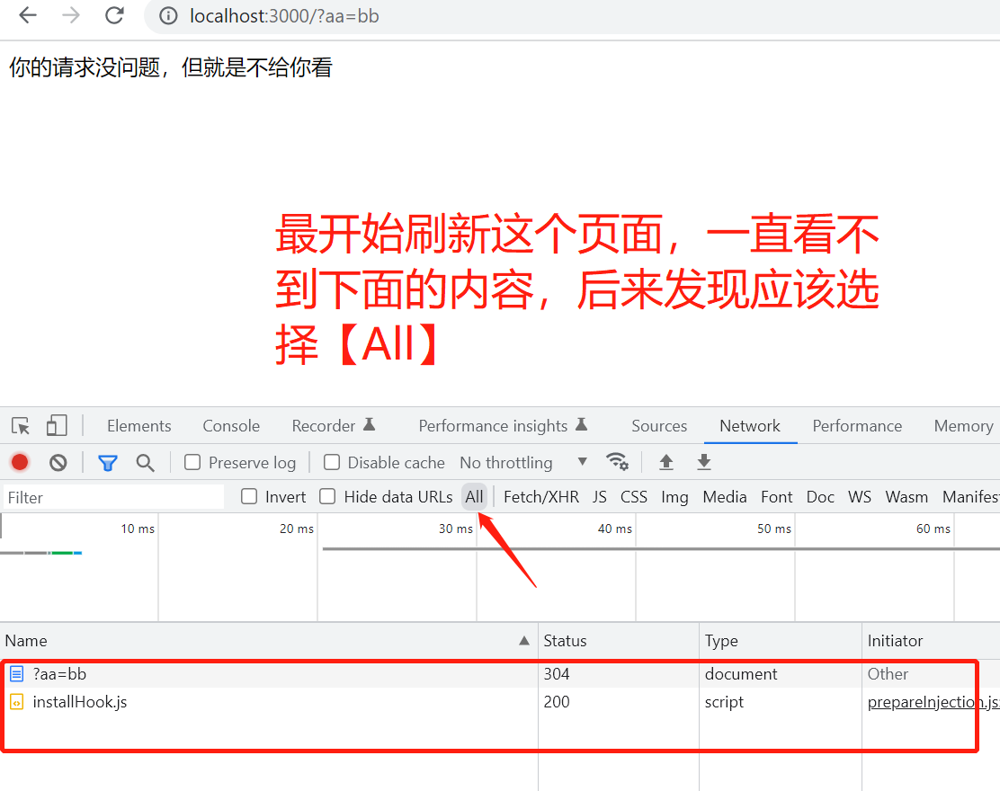 localhost:3000/?aa=bb
你的请求没问题，但就是不给你看
最开始刷新这个页面，一直看不
到下面的内容，后来发现应该选
择【All】
Elements Console Recorder Performance insights Sources Network Performance Memory
Preserve log Disable cache No throttling
Filter Invert Hide data URLs All Fetch/XHR JS CSS Img Media Font Doc WS Wasm Manifes
10 ms 20 ms 30 ms 40 ms 50 ms 60 ms
Name Status Type Initiator
?aa=bb 304 document Other
installHook.js 200 script prepareInjection.js: